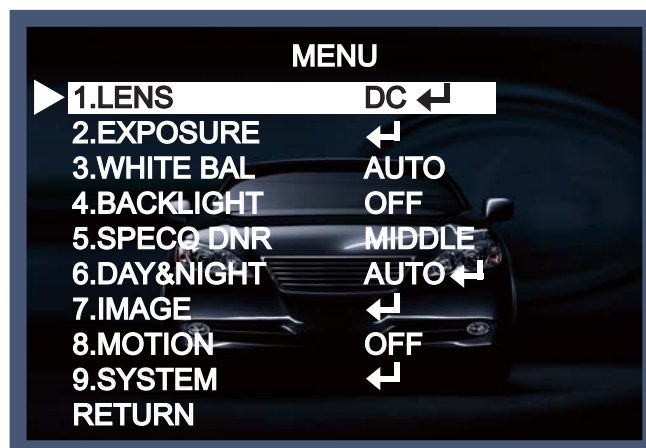 MENU
1.LENS DC ↵
2.EXPOSURE ↵
3.WHITE BAL AUTO
4.BACKLIGHT OFF
5.SPECO DNR MIDDLE
6.DAY&NIGHT AUTO ↵
7.IMAGE ↵
8.MOTION OFF
9.SYSTEM ↵
RETURN